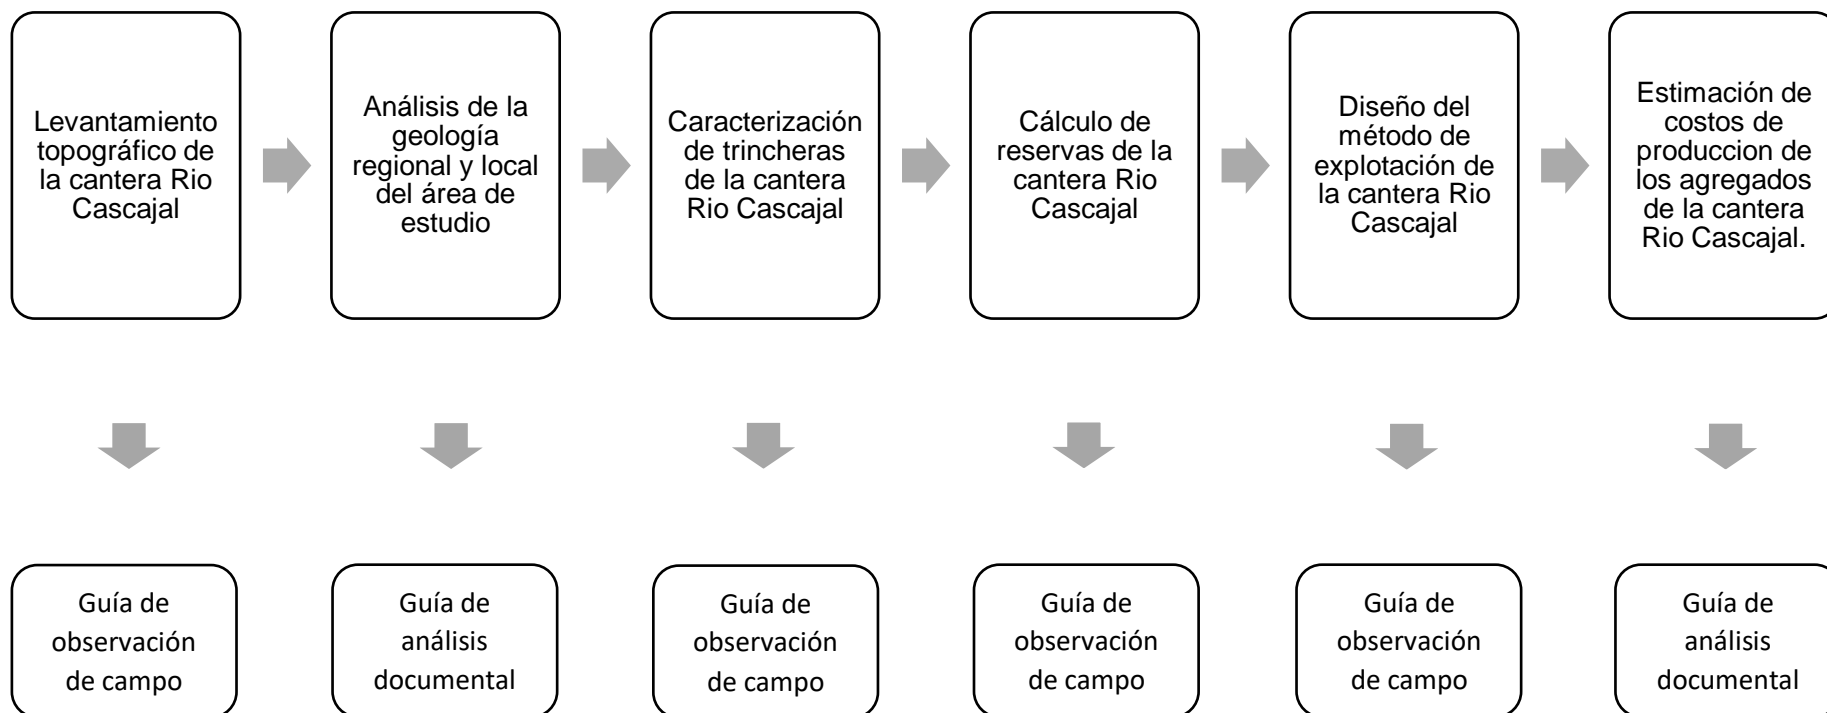 Levantamiento
topográfico de
la cantera Rio
Cascajal
Análisis de la
geología
regional y local
del área de
estudio
Caracterización
de trincheras
de la cantera
Rio Cascajal
Cálculo de
reservas de la
cantera Rio
Cascajal
Diseño del
método de
explotación de
la cantera Rio
Cascajal
Estimación de
costos de
produccion de
los agregados
de la cantera
Rio Cascajal.
Guía de
observación
de campo
Guía de
análisis
documental
Guía de
observación
de campo
Guía de
observación
de campo
Guía de
observación
de campo
Guía de
análisis
documental